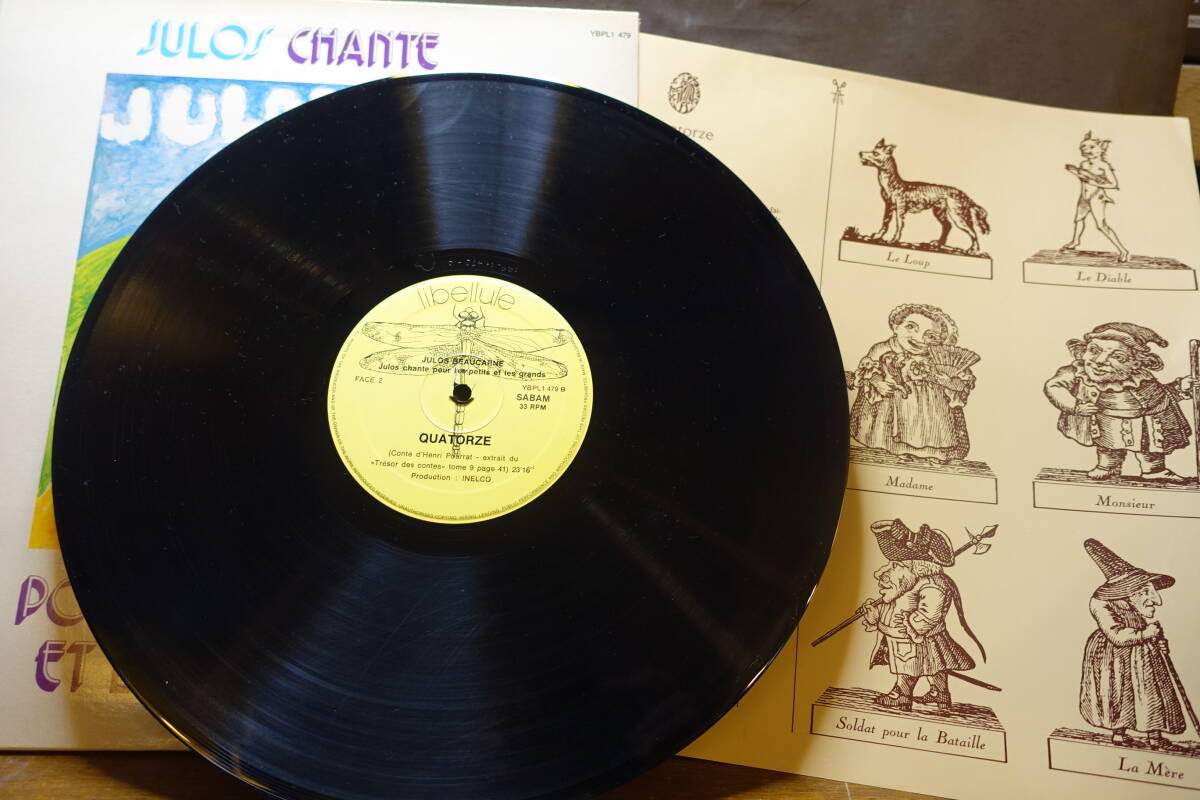 JULOS CHANTE
YBPL1 479
libellule
JULOS BEAUCARNE
Julos chante pour les petits et les grands
FACE 2
YBPL1 479 B
SABAM
33 RPM
QUATORZE
(Conte d'Henri Pourrat - extrait du
»Trésor des contes« tome 9 page 41) 23'16"
Production : INELCO
Le Loup
Le Diable
Madame
Monsieur
Soldat pour la Bataille
La Mère
ET